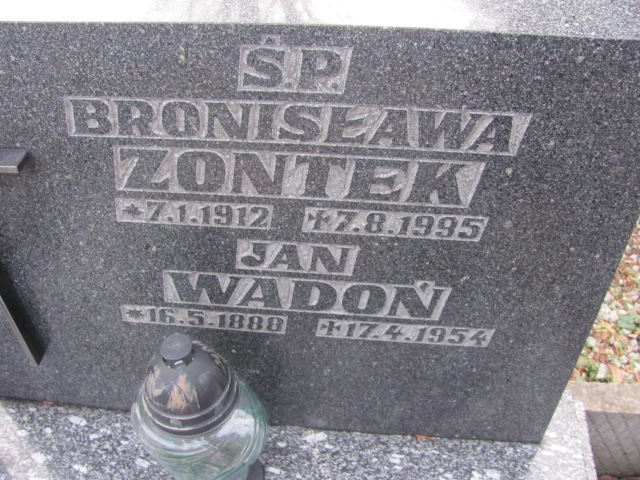 Ś.P.
BRONISŁAWA
ZONTEK
*7.1.1912 +7.8.1995
JAN
WADOŃ
*16.5.1888 +17.4.1954